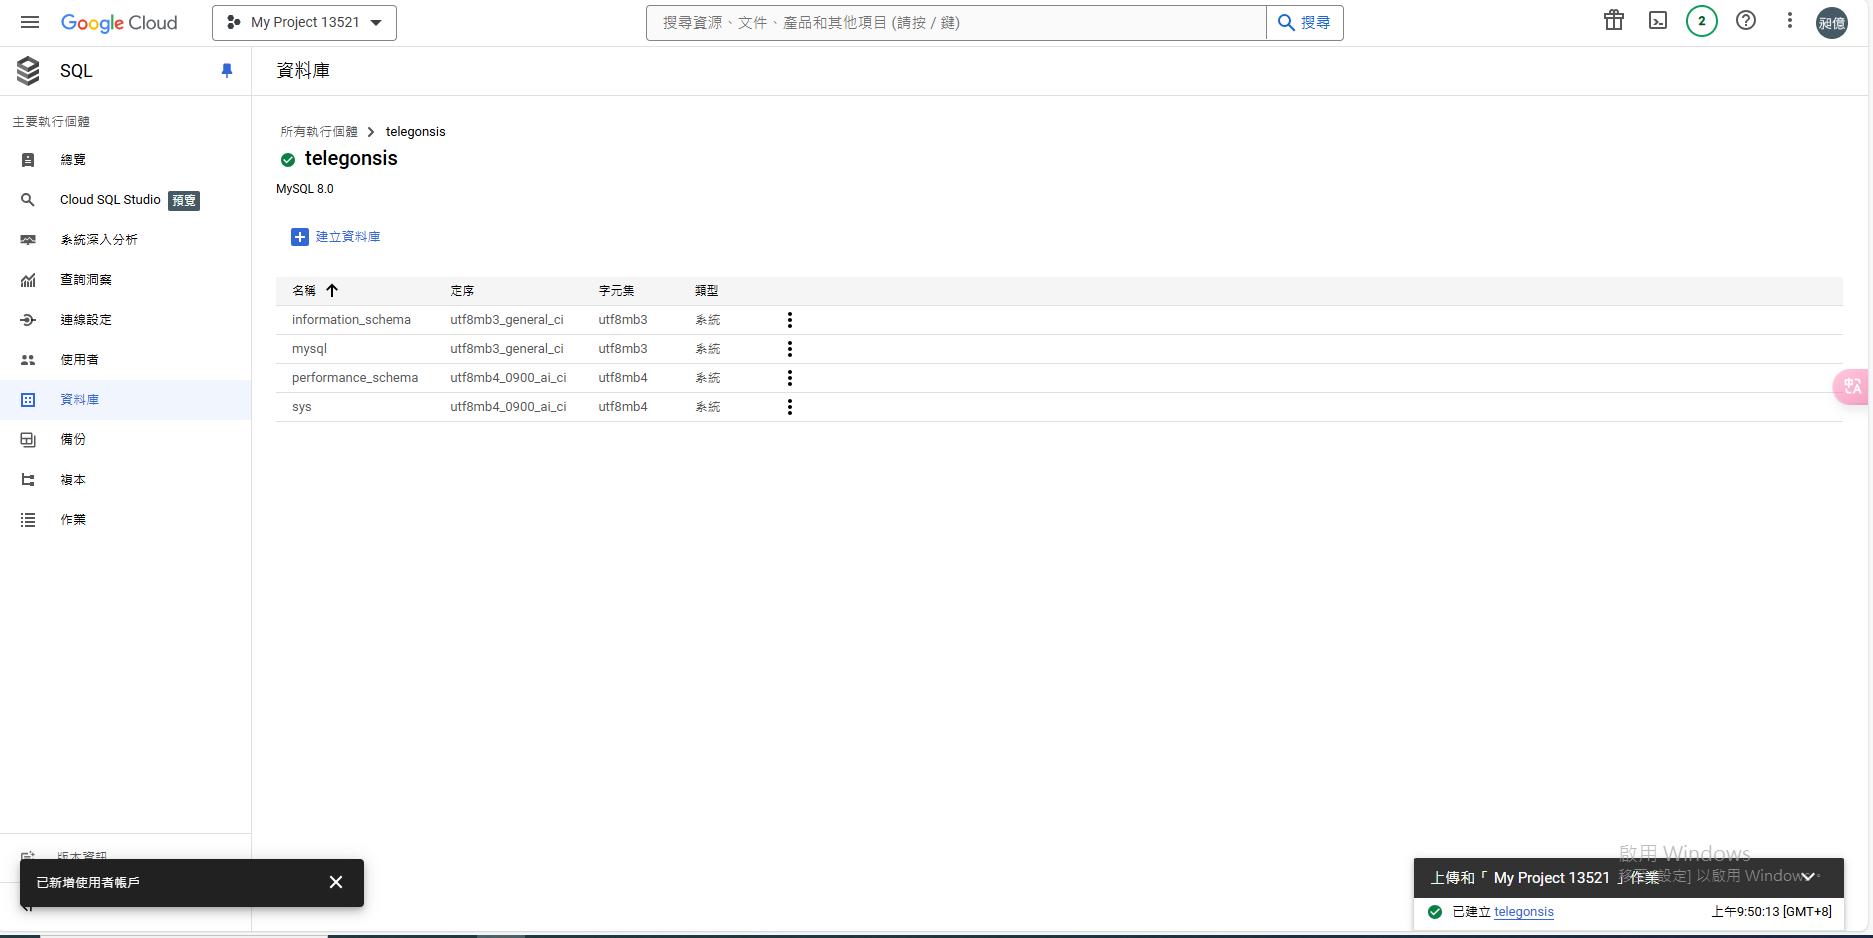 Google Cloud
My Project 13521
搜尋資源、文件、產品和其他項目 (請按 / 鍵)
搜尋
2
昶億
SQL
資料庫
主要執行個體
總覽
Cloud SQL Studio 預覽
系統深入分析
查詢洞察
連線設定
使用者
資料庫
備份
複本
作業
版本資訊
所有執行個體 telegonsis
telegonsis
MySQL 8.0
建立資料庫
名稱 定序 字元集 類型
information_schema utf8mb3_general_ci utf8mb3 系統
mysql utf8mb3_general_ci utf8mb3 系統
performance_schema utf8mb4_0900_ai_ci utf8mb4 系統
sys utf8mb4_0900_ai_ci utf8mb4 系統
中A
已新增使用者帳戶
啟用 Windows
移至 [設定] 以啟用 Windows。
上傳和「 My Project 13521 」作業
已建立 telegonsis 上午9:50:13 [GMT+8]